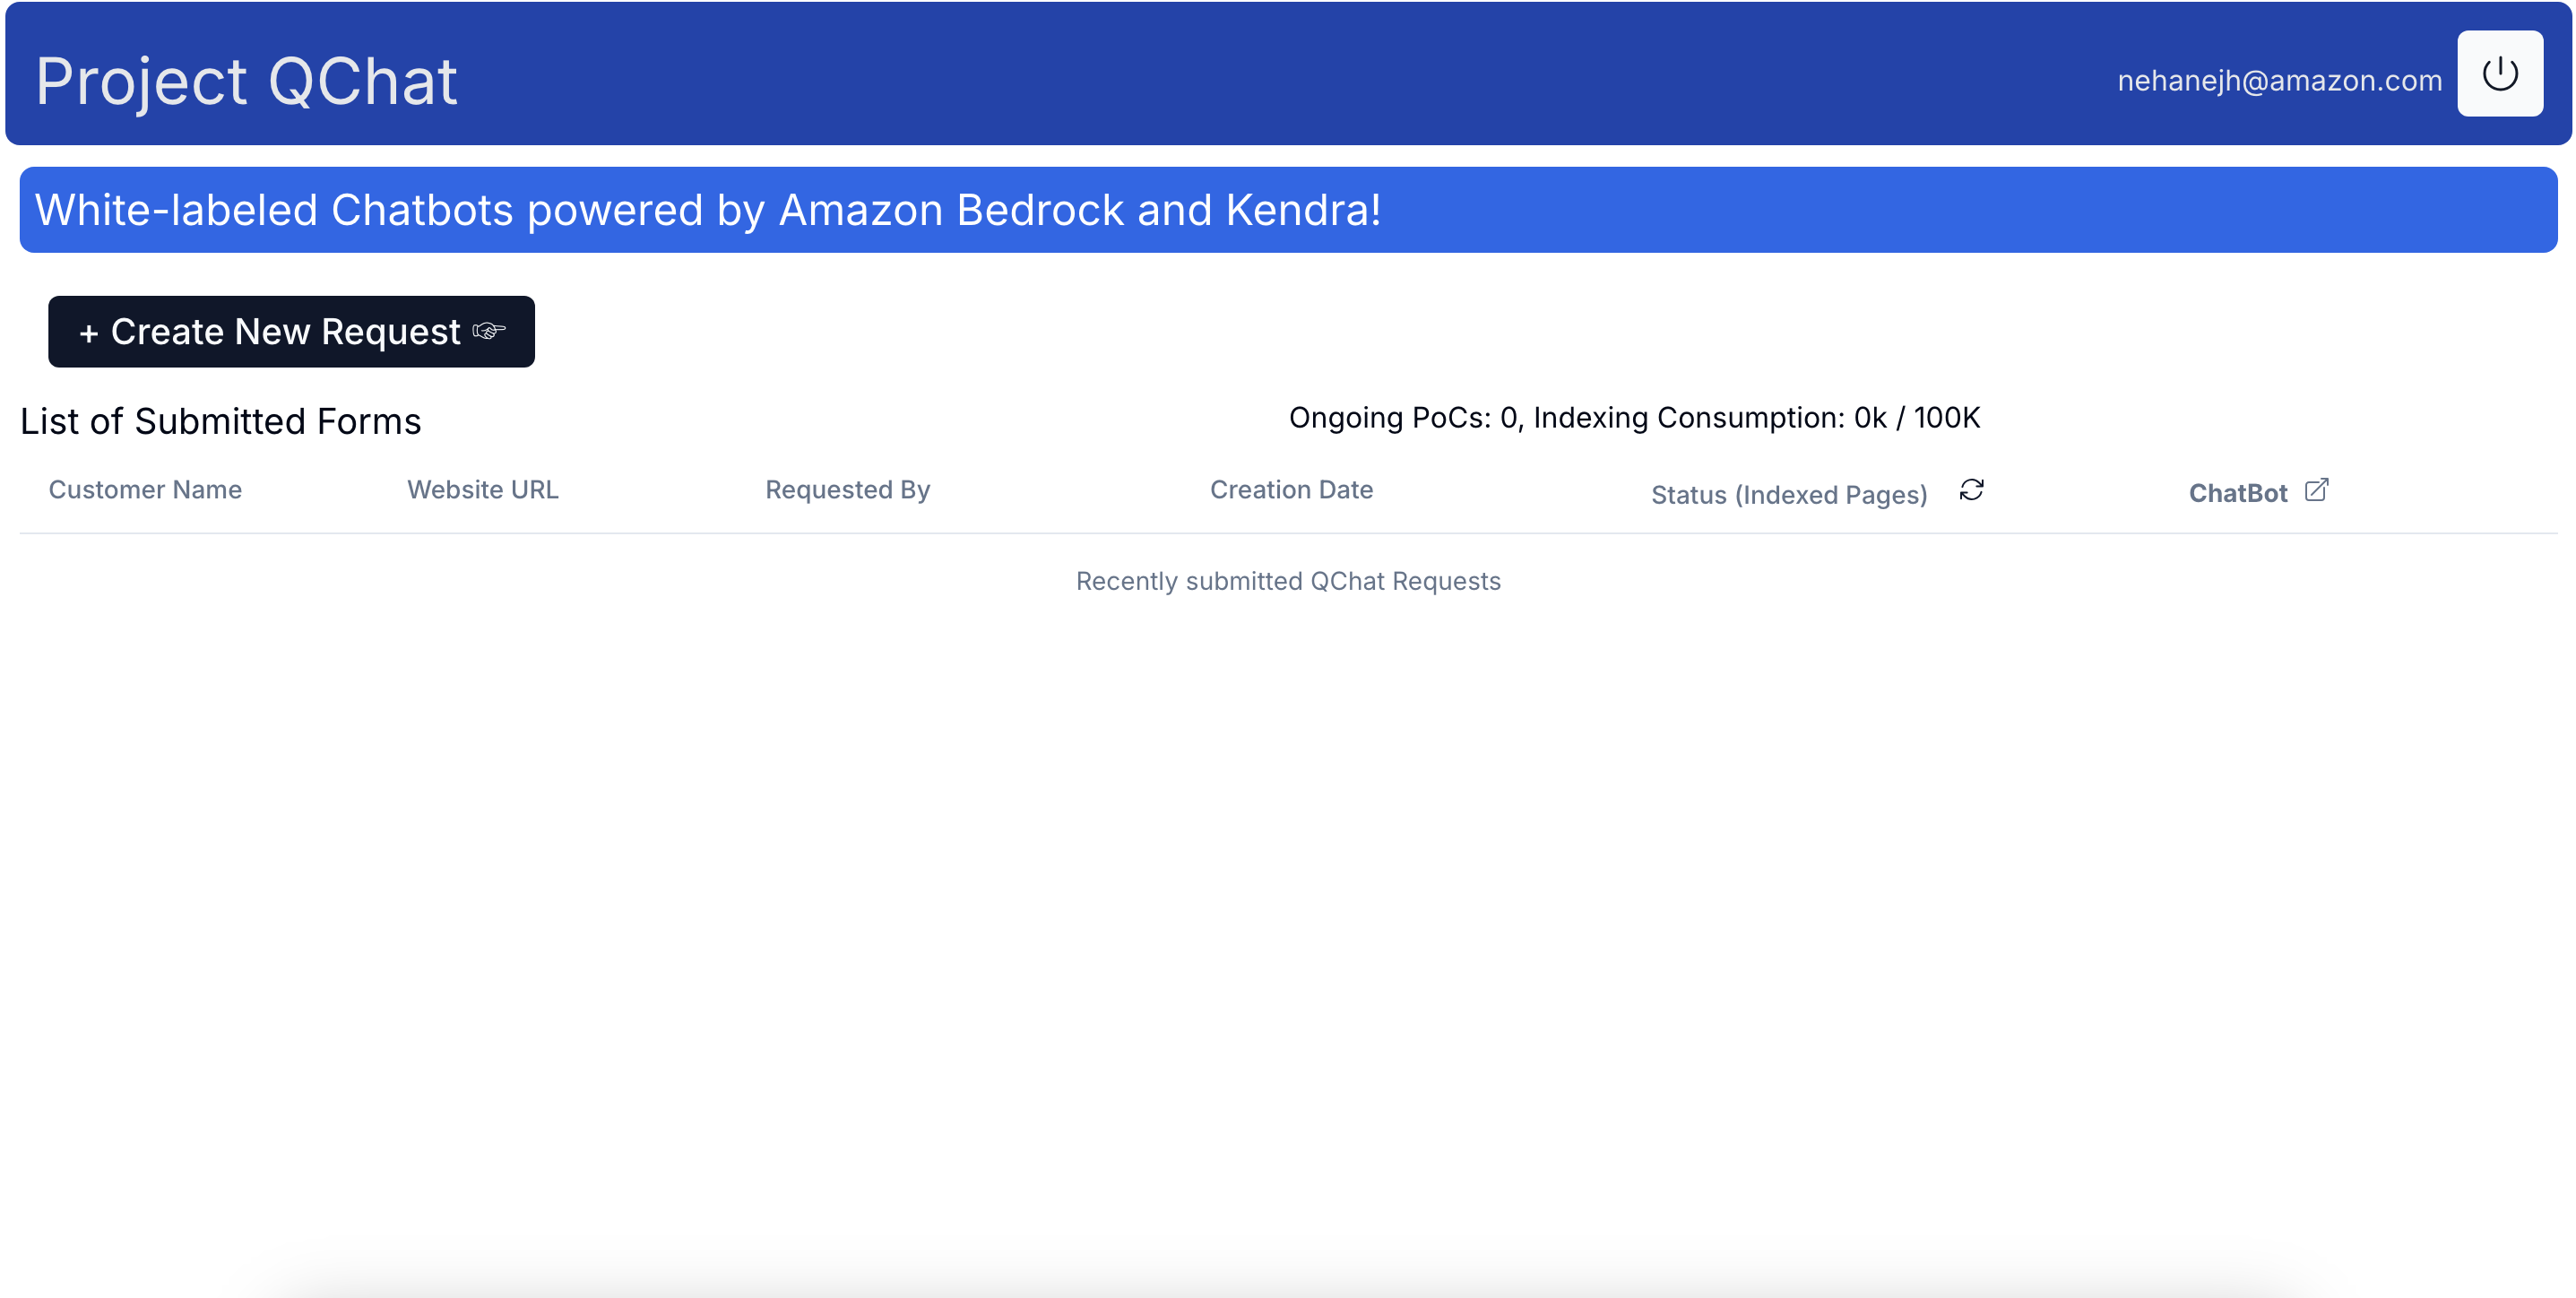 Project QChat
nehanejh@amazon.com
White-labeled Chatbots powered by Amazon Bedrock and Kendra!
+ Create New Request 👉
List of Submitted Forms
Ongoing PoCs: 0, Indexing Consumption: 0k / 100K
Customer Name Website URL Requested By Creation Date Status (Indexed Pages) ChatBot
Recently submitted QChat Requests